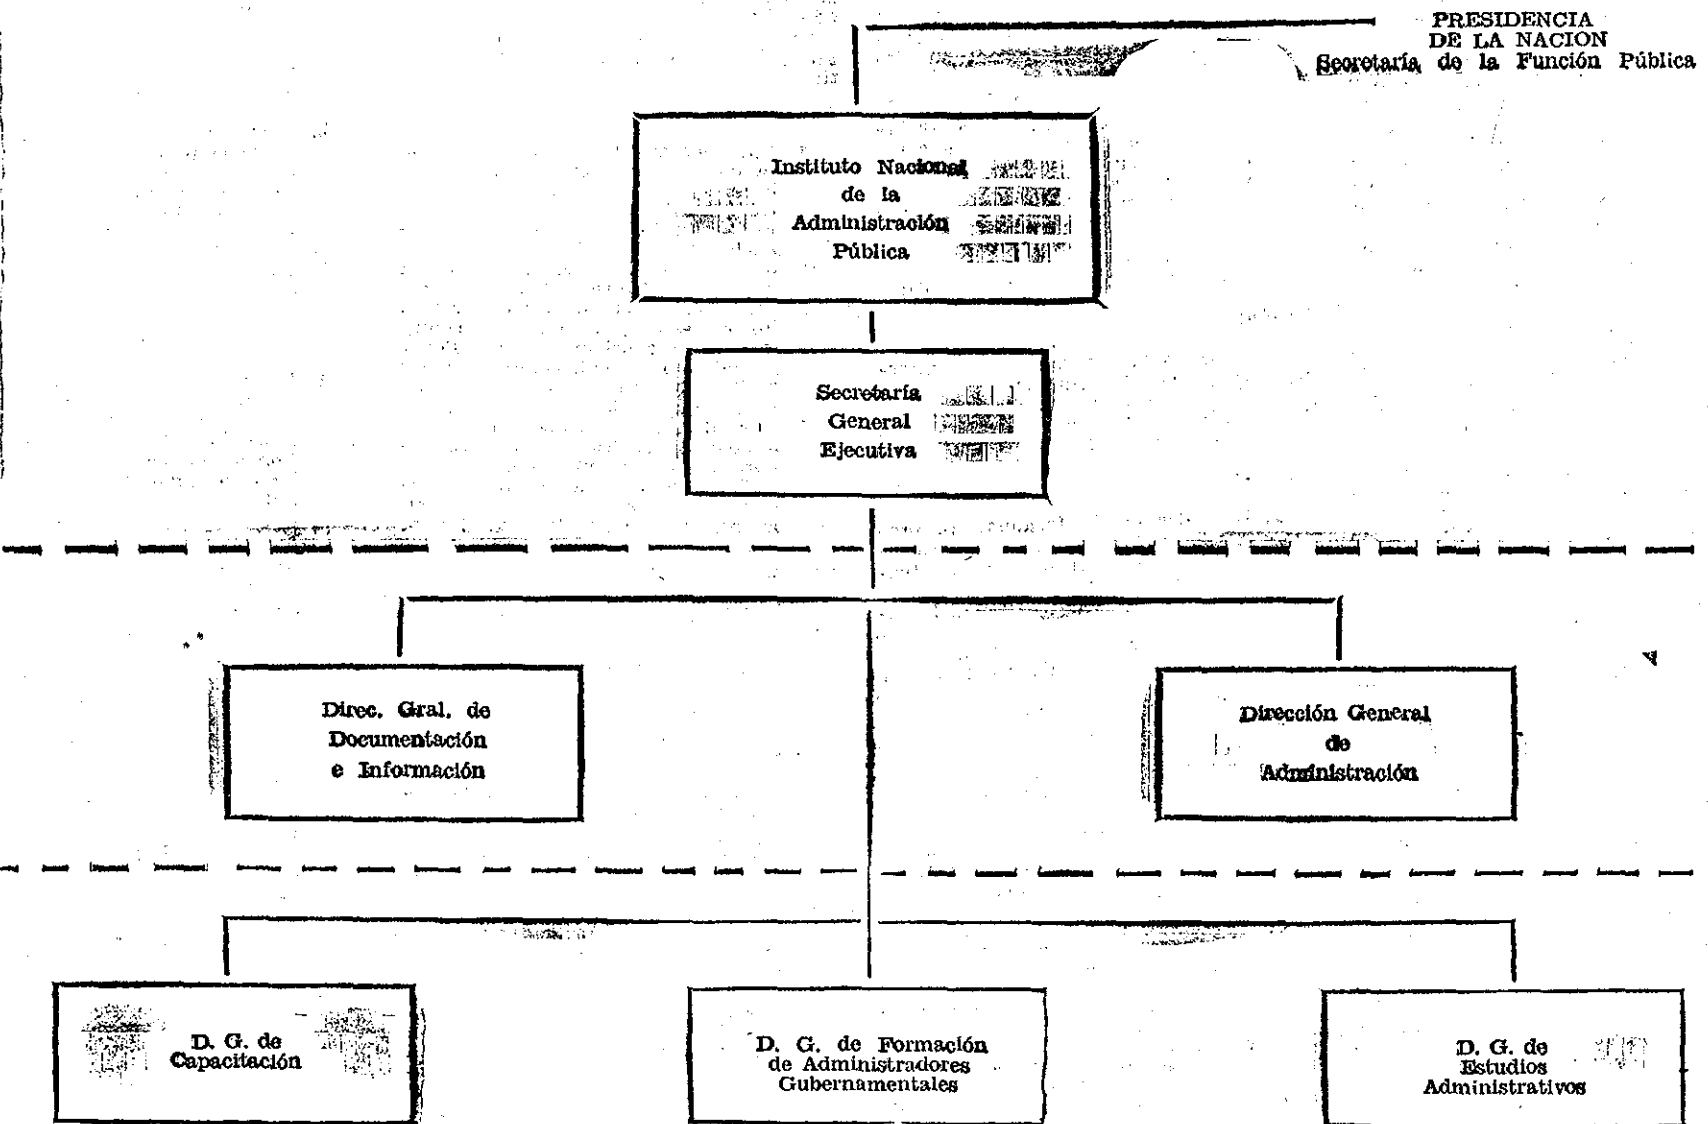 PRESIDENCIA
DE LA NACION
Secretaría de la Función Pública
Instituto Nacional
de la
Administración
Pública
Secretaría
General
Ejecutiva
Direc. Gral. de
Documentación
e Información
Dirección General
de
Administración
D. G. de
Capacitación
D. G. de Formación
de Administradores
Gubernamentales
D. G. de
Estudios
Administrativos